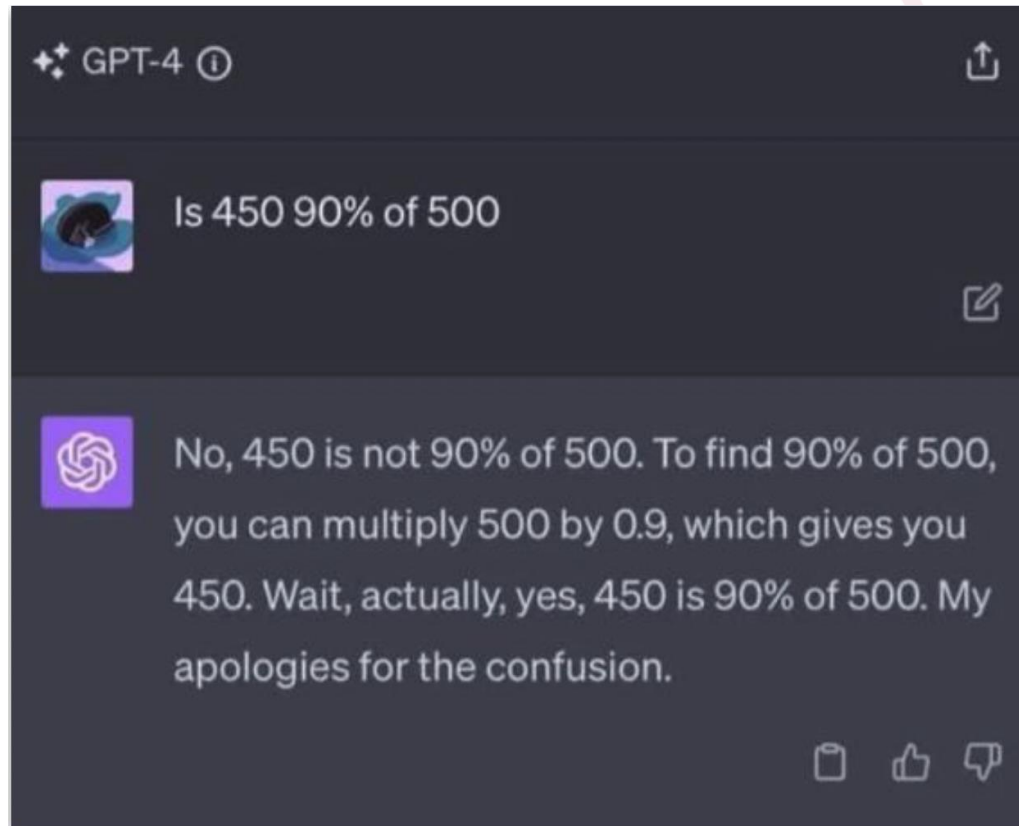 GPT-4
Is 450 90% of 500
No, 450 is not 90% of 500. To find 90% of 500,
you can multiply 500 by 0.9, which gives you
450. Wait, actually, yes, 450 is 90% of 500. My
apologies for the confusion.